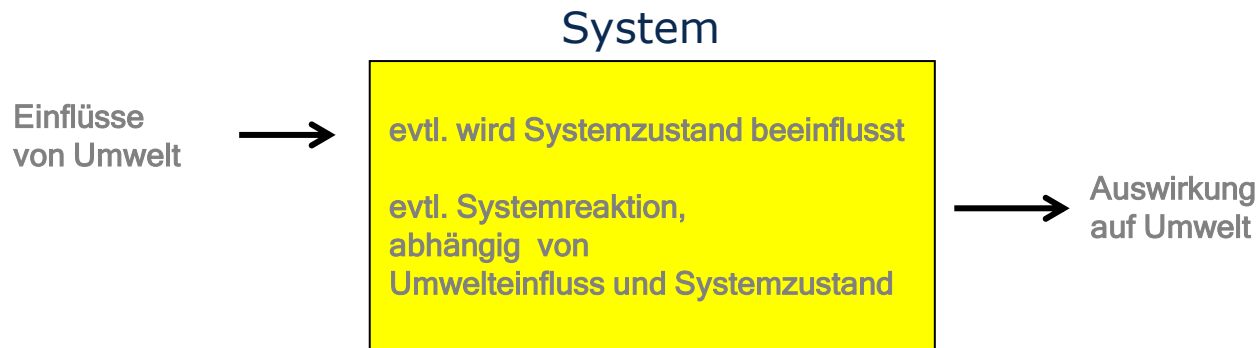 System
Einflüsse
von Umwelt
evtl. wird Systemzustand beeinflusst
evtl. Systemreaktion,
abhängig von
Umwelteinfluss und Systemzustand
Auswirkung
auf Umwelt